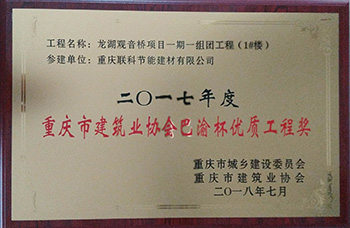 工程名称：龙湖观音桥项目一期一组团工程（1#楼）
参建单位：重庆联科节能建材有限公司
二〇一七年度
重庆市建筑业协会巴渝杯优质工程奖
重庆市城乡建设委员会
重庆市建筑业协会
二〇一八年七月